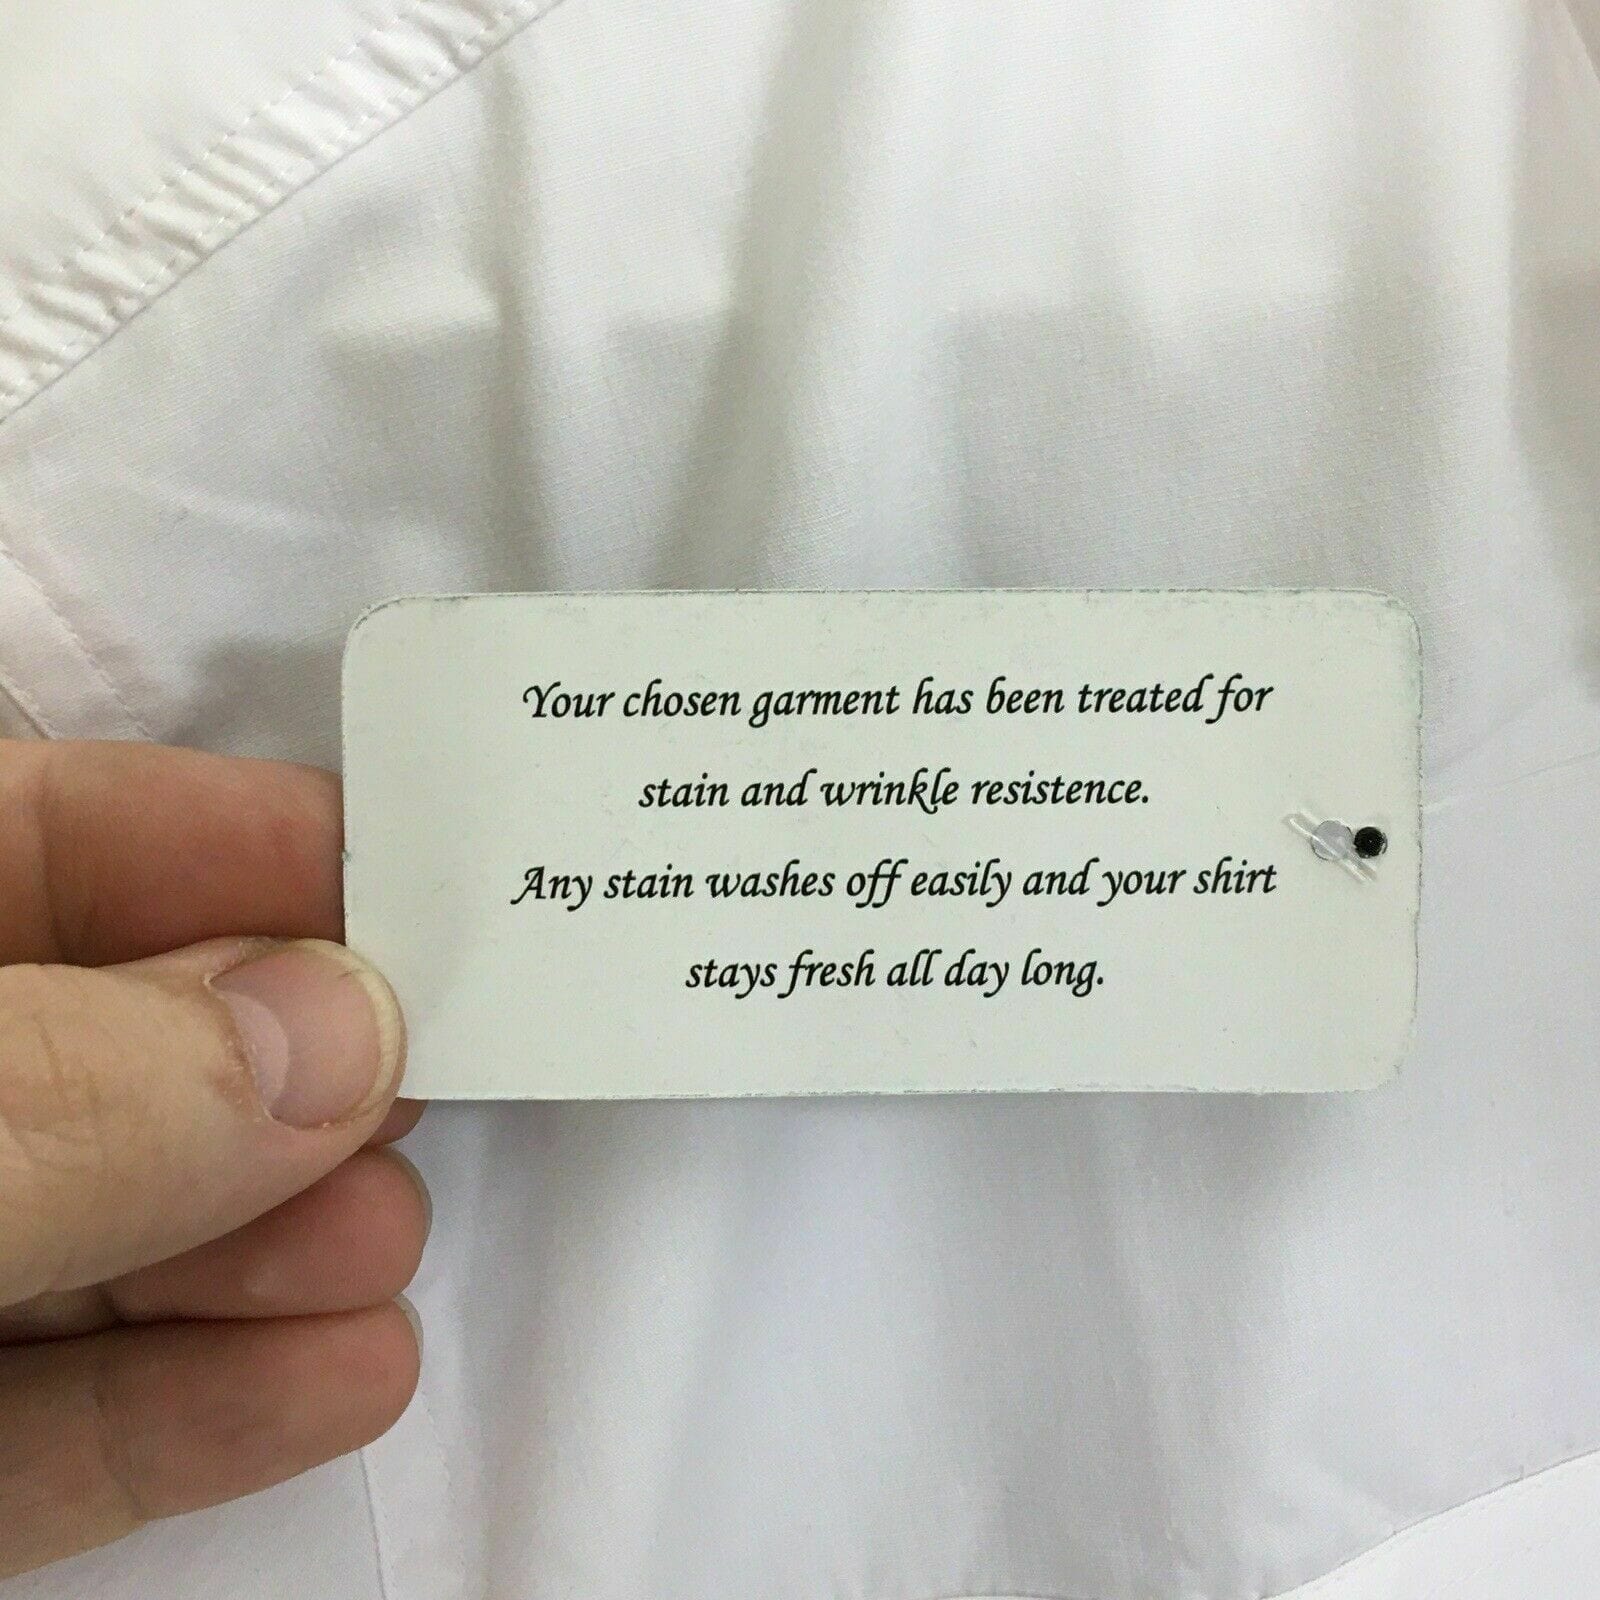 Your chosen garment has been treated for
stain and wrinkle resistence.
Any stain washes off easily and your shirt
stays fresh all day long.